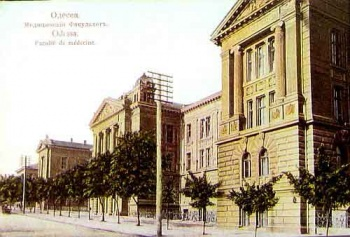 Одесса.
Медицинскій Факультетъ.
Odessa.
Faculté de médecine.